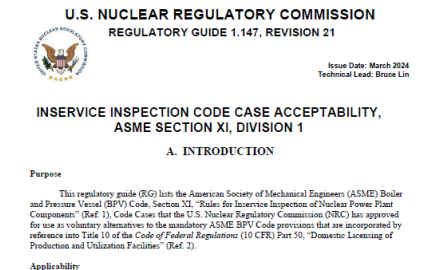 U.S. NUCLEAR REGULATORY COMMISSION
REGULATORY GUIDE 1.147, REVISION 21
Issue Date: March 2024
Technical Lead: Bruce Lin
INSERVICE INSPECTION CODE CASE ACCEPTABILITY,
ASME SECTION XI, DIVISION 1
A. INTRODUCTION
Purpose
This regulatory guide (RG) lists the American Society of Mechanical Engineers (ASME) Boiler
and Pressure Vessel (BPV) Code, Section XI, “Rules for Inservice Inspection of Nuclear Power Plant
Components” (Ref. 1), Code Cases that the U.S. Nuclear Regulatory Commission (NRC) has approved
for use as voluntary alternatives to the mandatory ASME BPV Code provisions that are incorporated by
reference into Title 10 of the Code of Federal Regulations (10 CFR) Part 50, “Domestic Licensing of
Production and Utilization Facilities” (Ref. 2).
Applicability